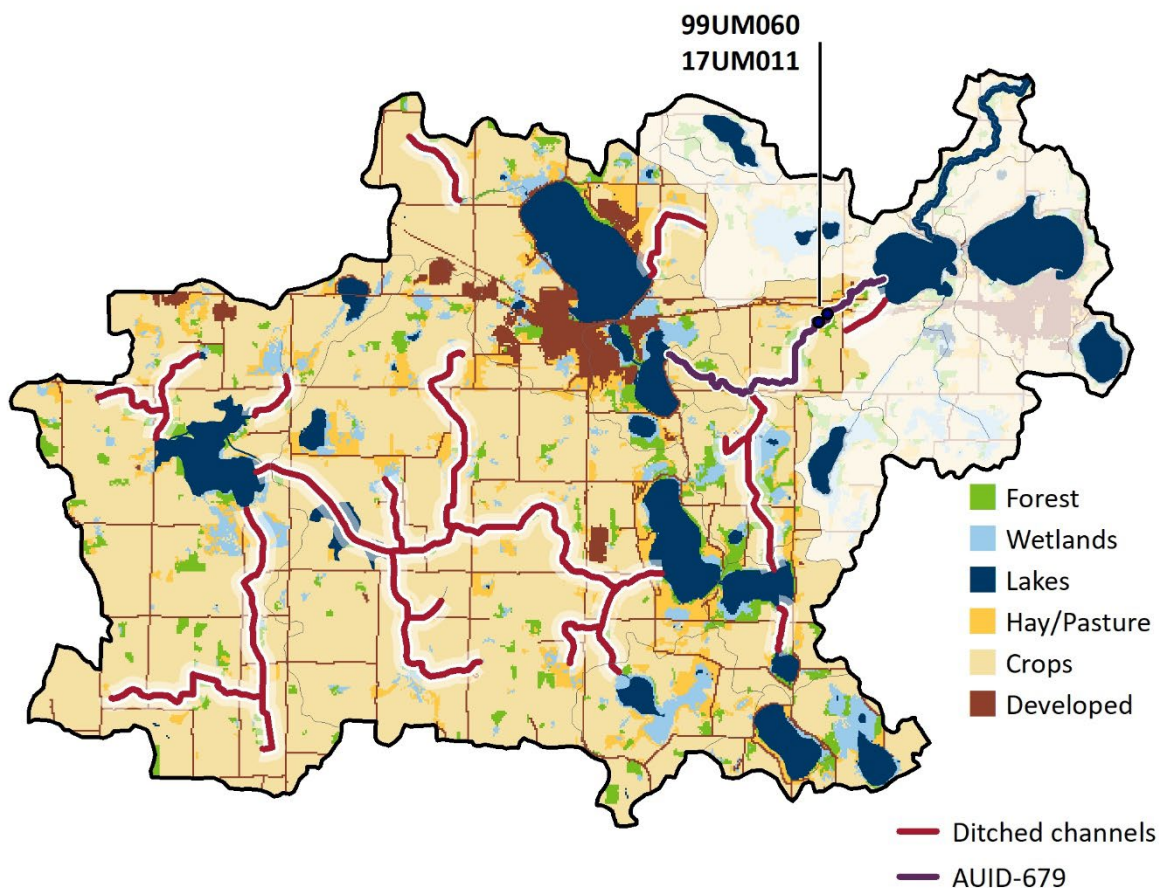 99UM060
17UM011
Forest
Wetlands
Lakes
Hay/Pasture
Crops
Developed
Ditched channels
AUID-679